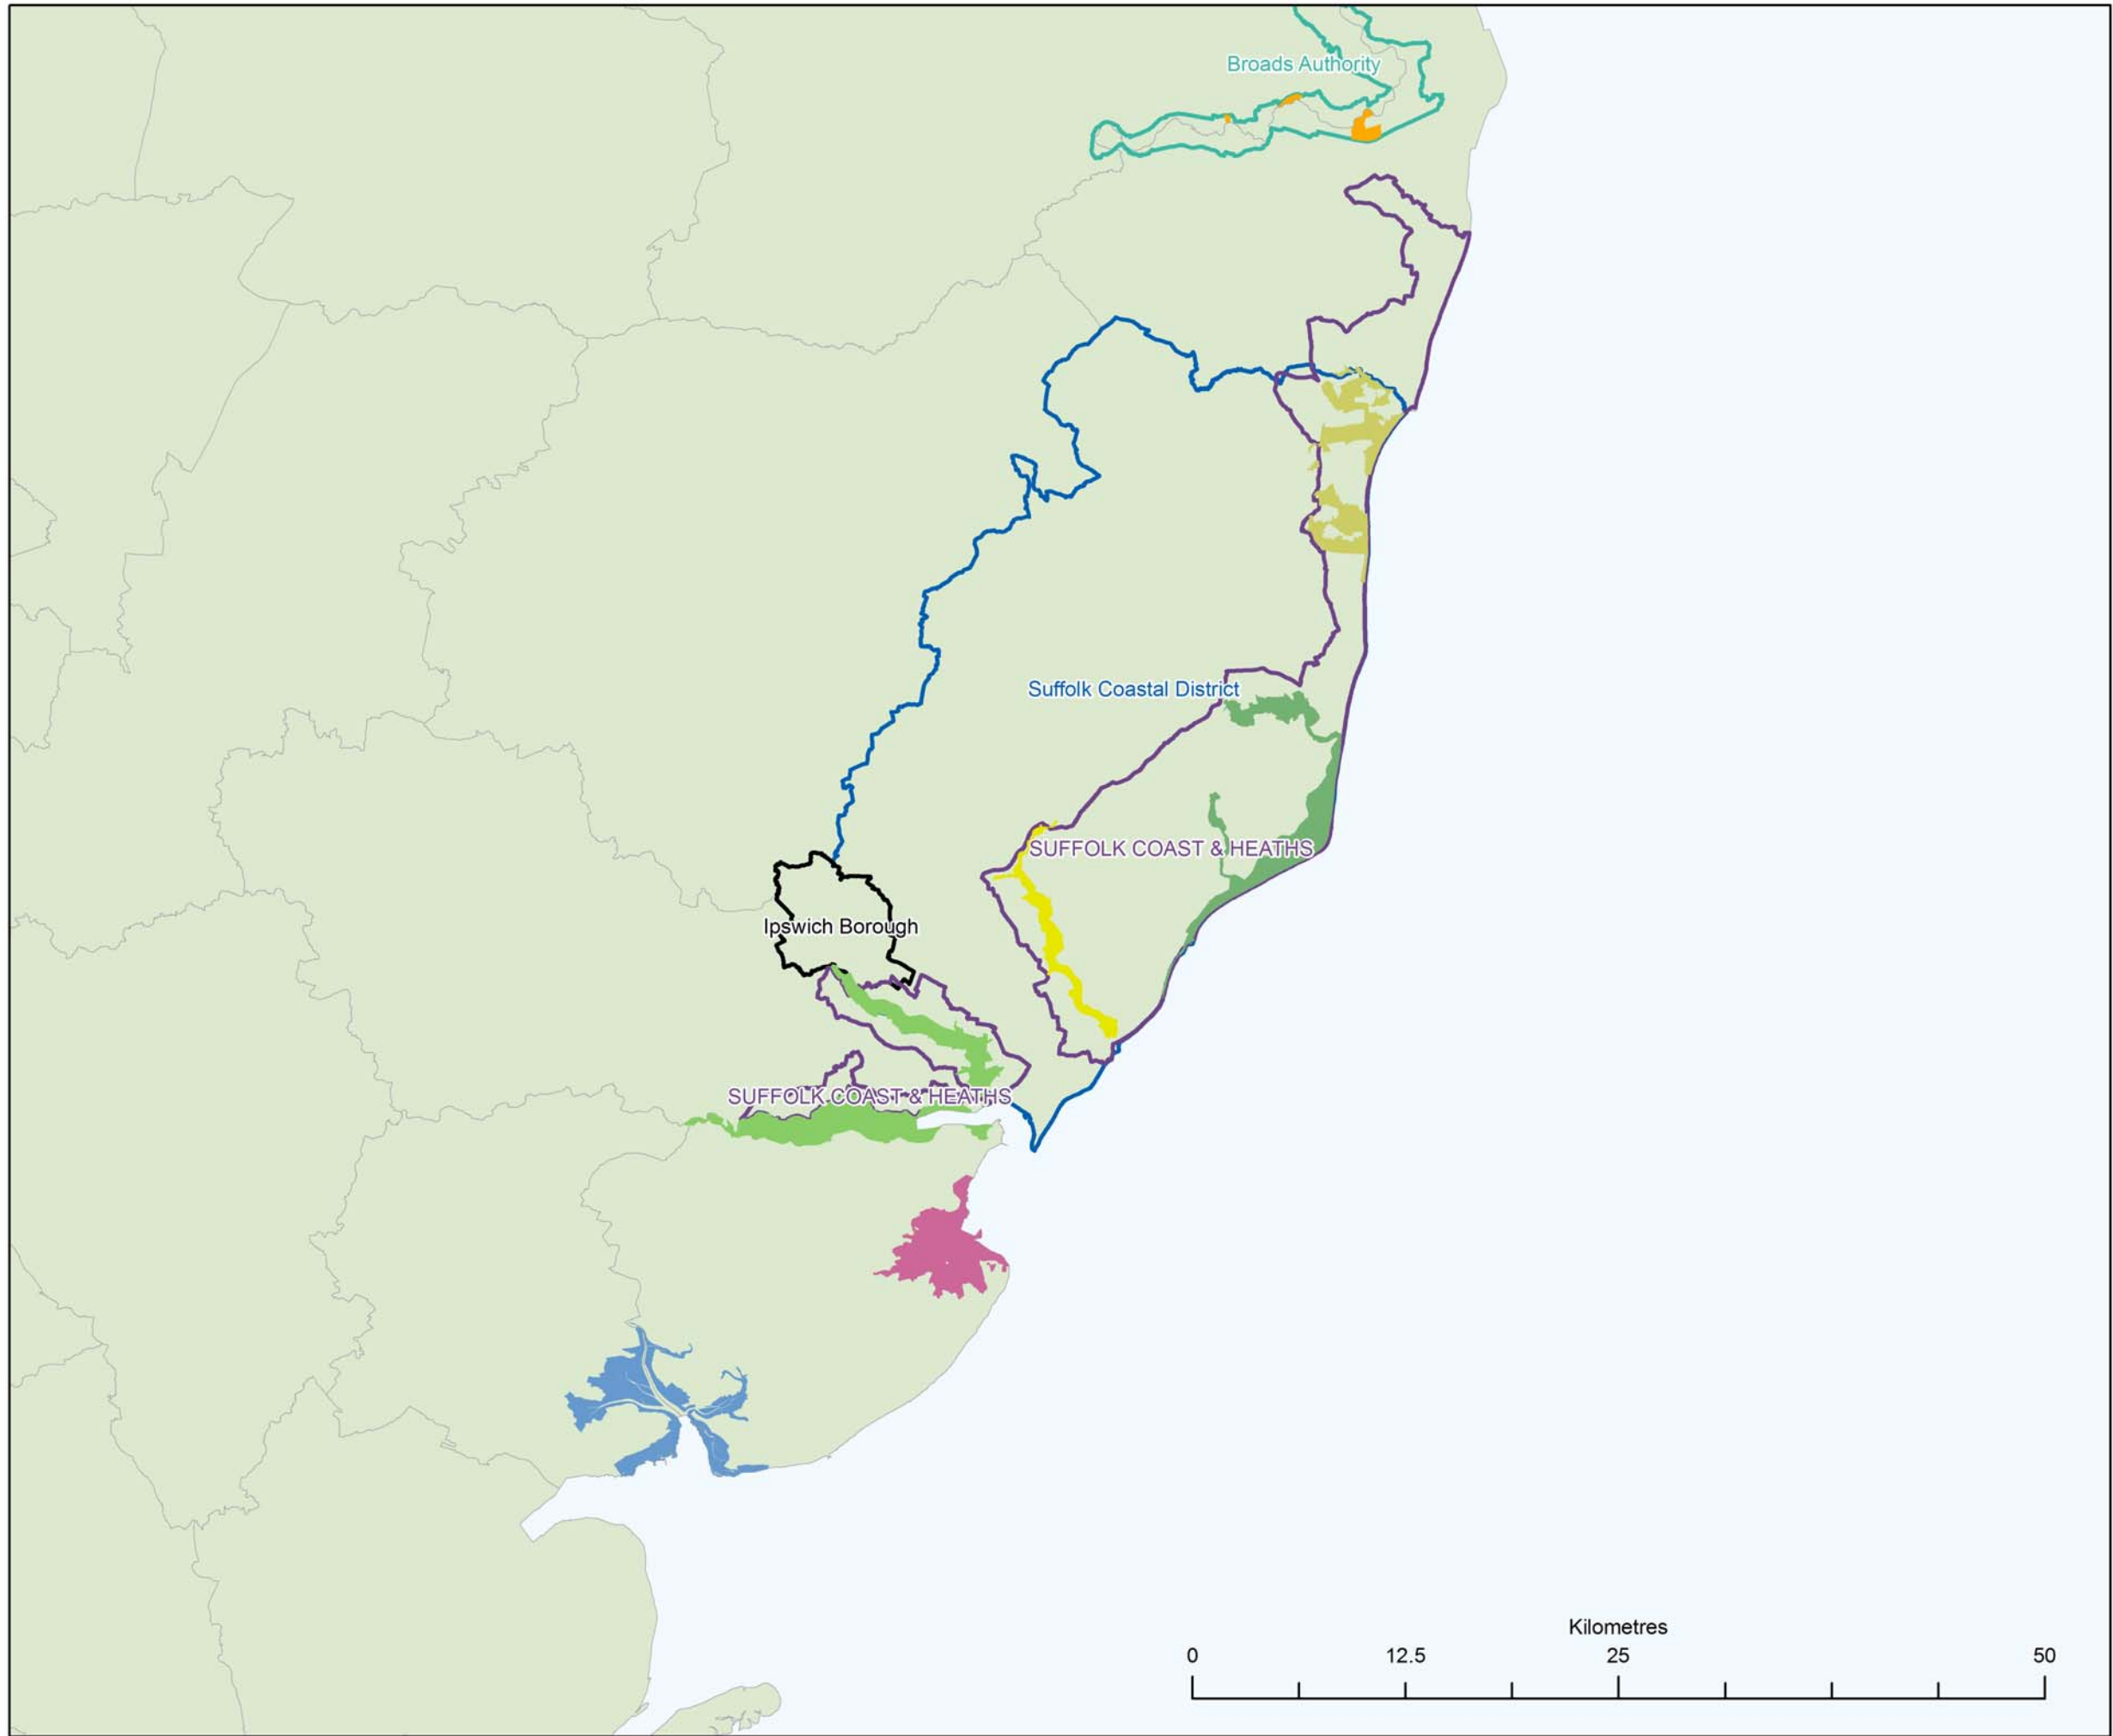 Broads Authority
Suffolk Coastal District
SUFFOLK COAST & HEATHS
Ipswich Borough
SUFFOLK COAST & HEATHS
Kilometres
0 12.5 25 50